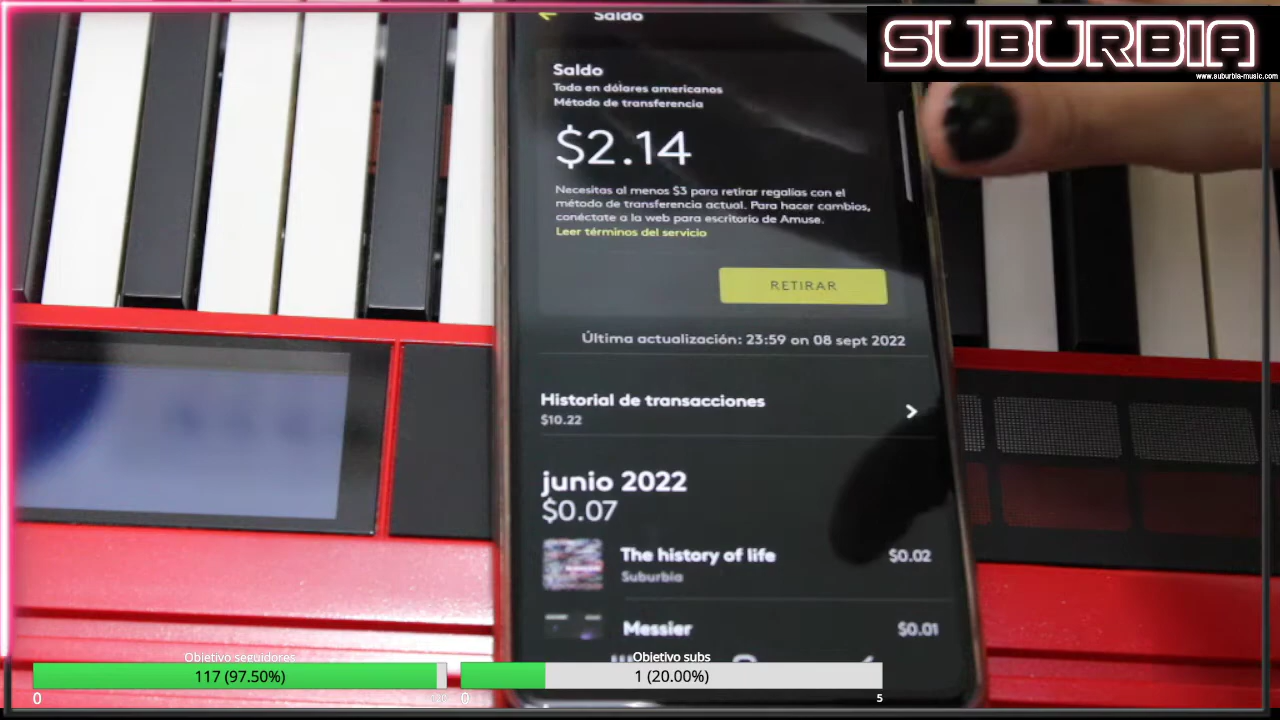 SUBURBIA
www.suburbia-music.com
Saldo
Saldo
Todo en dólares americanos
Método de transferencia
$2.14
Necesitas al menos $3 para retirar regalías con el
método de transferencia actual. Para hacer cambios,
conéctate a la web para escritorio de Amuse.
Leer términos del servicio
RETIRAR
Última actualización: 23:59 on 08 sept 2022
Historial de transacciones
$10.22
junio 2022
$0.07
The history of life $0.02
Suburbia
Messier $0.01
Objetivo seguidores
117 (97.50%)
0
Objetivo subs
1 (20.00%)
0 5